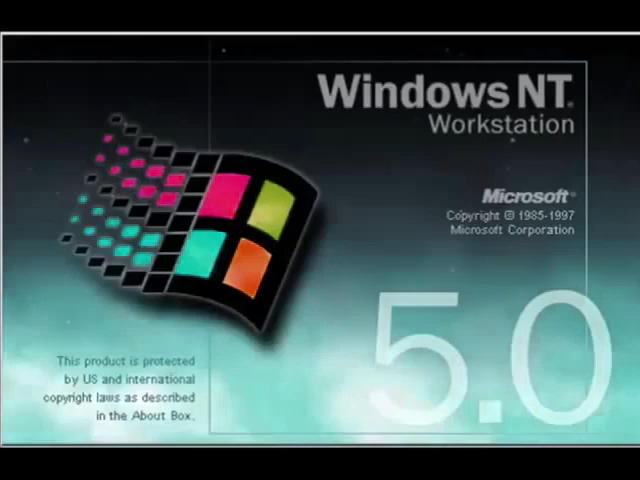 Windows NT®
Workstation
Microsoft®
Copyright © 1985-1997
Microsoft Corporation
5.0
This product is protected
by US and international
copyright laws as described
in the About Box.